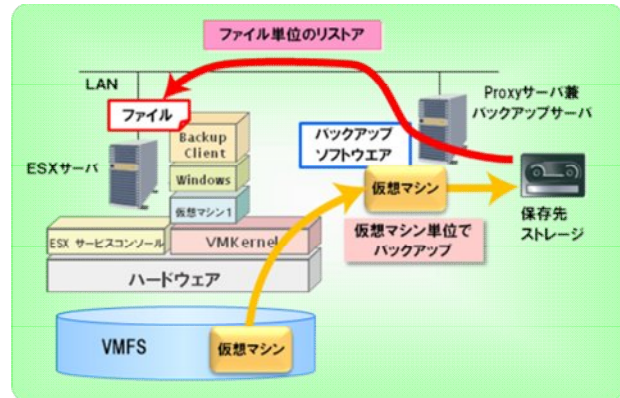 ファイル単位のリストア
LAN
Proxyサーバ兼
バックアップサーバ
ファイル
バックアップ
ソフトウエア
Backup
Client
ESXサーバ
Windows
仮想マシン
仮想マシン1
保存先
ストレージ
ESX サービスコンソール
VMKernel
仮想マシン単位で
バックアップ
ハードウェア
VMFS
仮想マシン